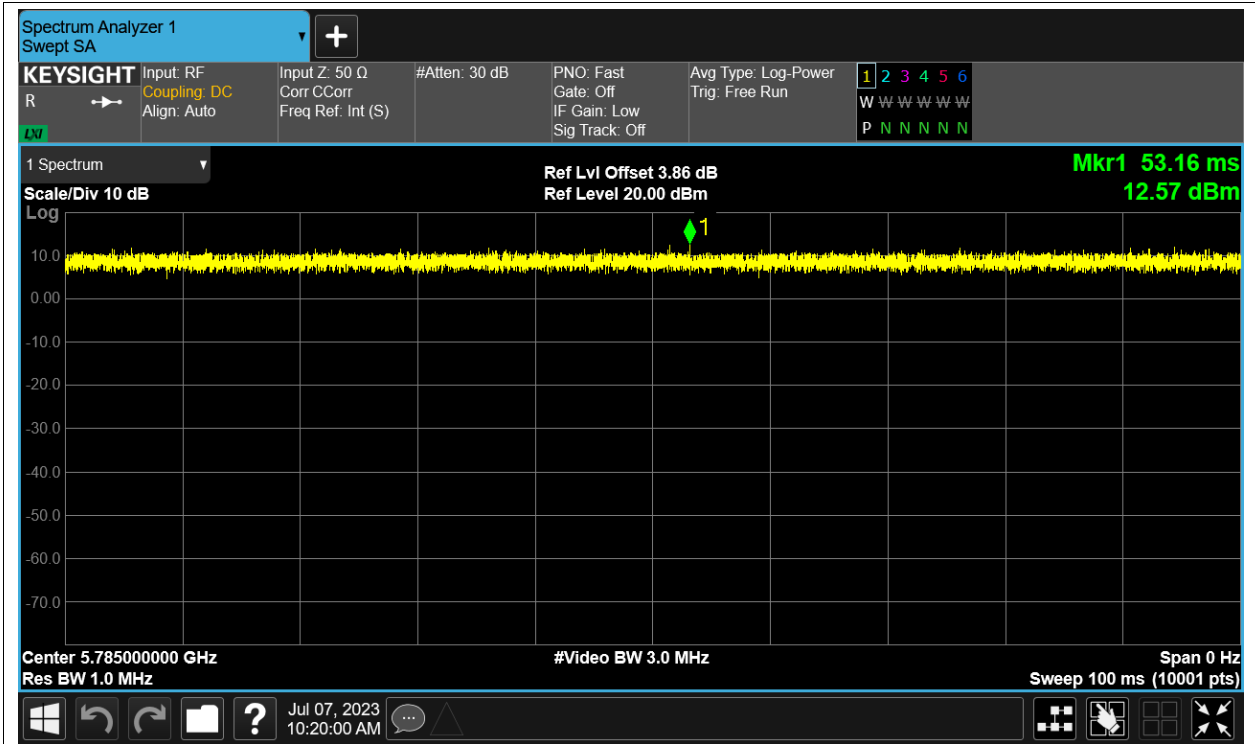 Spectrum Analyzer 1
Swept SA
KEYSIGHT
R
LXI
Input: RF
Coupling: DC
Align: Auto
Input Z: 50 Ω
Corr CCorr
Freq Ref: Int (S)
#Atten: 30 dB
PNO: Fast
Gate: Off
IF Gain: Low
Sig Track: Off
Avg Type: Log-Power
Trig: Free Run
1 2 3 4 5 6
W W W W W W
P N N N N N
1 Spectrum
Scale/Div 10 dB
Log
Ref Lvl Offset 3.86 dB
Ref Level 20.00 dBm
Mkr1 53.16 ms
12.57 dBm
1
10.0
0.00
-10.0
-20.0
-30.0
-40.0
-50.0
-60.0
-70.0
Center 5.785000000 GHz
Res BW 1.0 MHz
#Video BW 3.0 MHz
Span 0 Hz
Sweep 100 ms (10001 pts)
?
Jul 07, 2023
10:20:00 AM